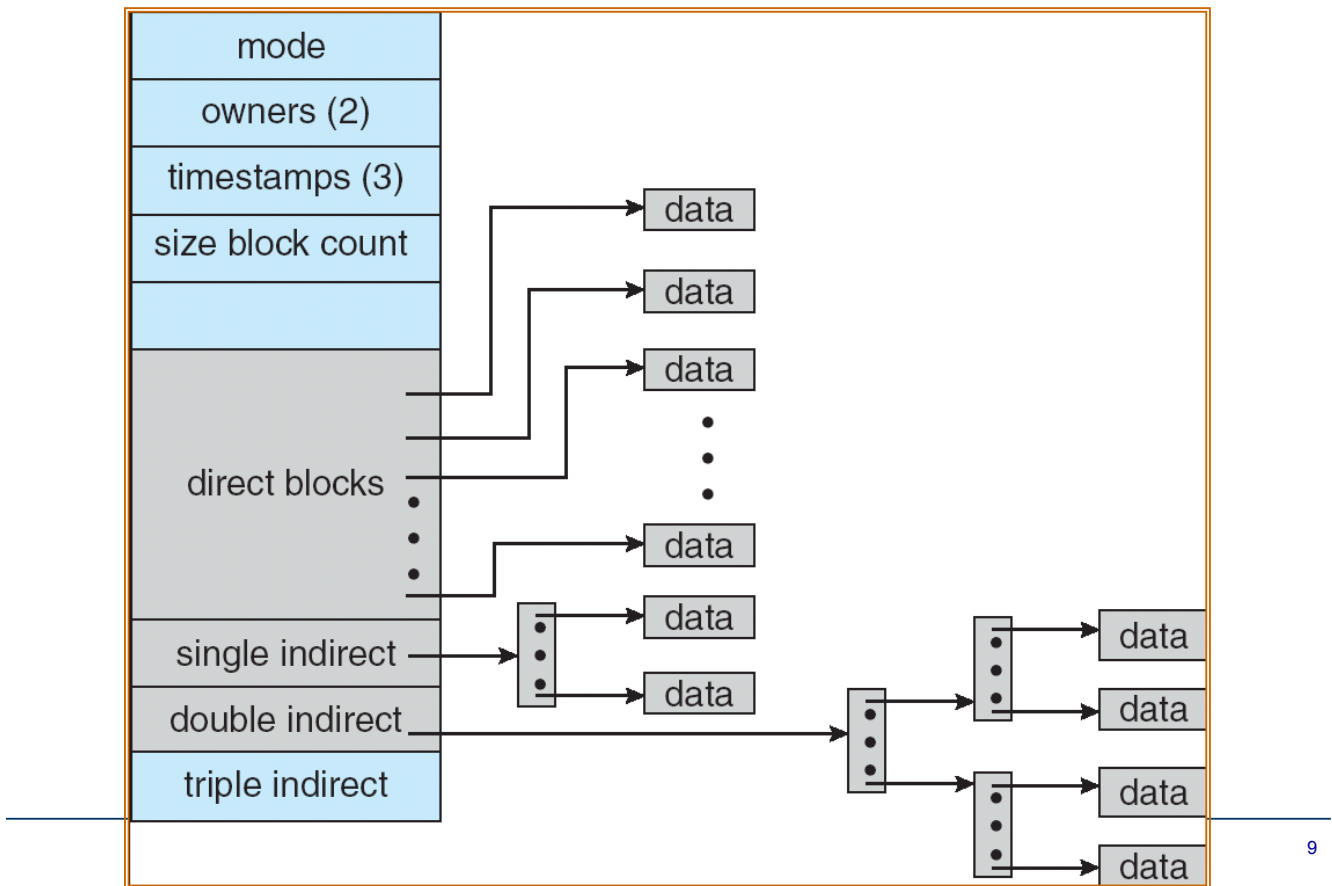 mode
owners (2)
timestamps (3)
size block count
direct blocks
single indirect
double indirect
triple indirect
data
data
data
data
data
data
data
data
data
data
9